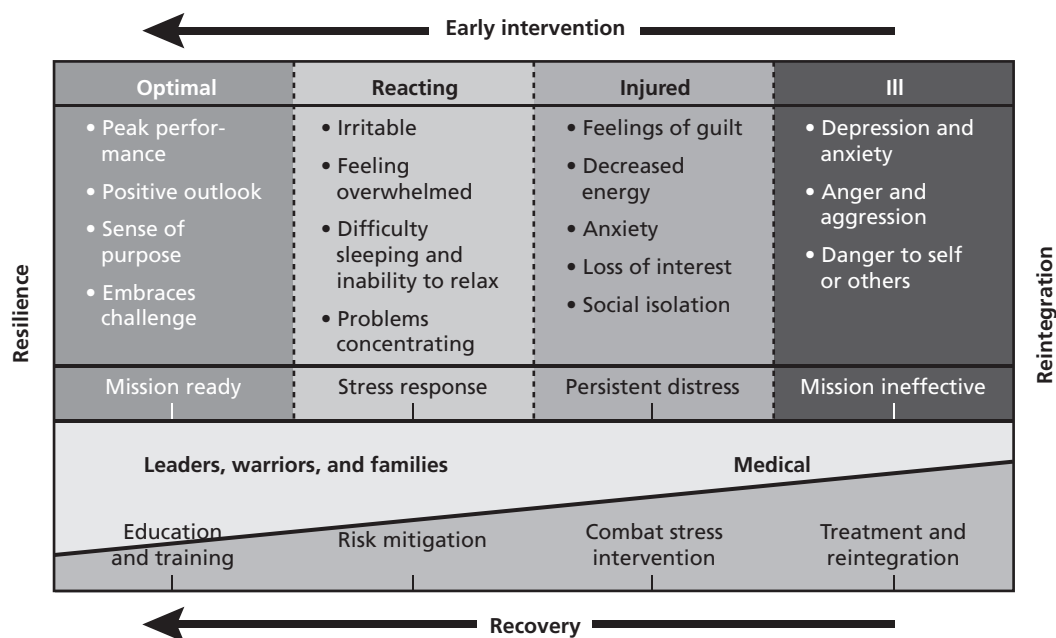 Early intervention
Optimal
• Peak perfor-
mance
• Positive outlook
• Sense of
purpose
• Embraces
challenge
Reacting
• Irritable
• Feeling
overwhelmed
• Difficulty
sleeping and
inability to relax
• Problems
concentrating
Injured
• Feelings of guilt
• Decreased
energy
• Anxiety
• Loss of interest
• Social isolation
Ill
• Depression and
anxiety
• Anger and
aggression
• Danger to self
or others
Resilience
Reintegration
Mission ready
Stress response
Persistent distress
Mission ineffective
Leaders, warriors, and families
Medical
Education
and training
Risk mitigation
Combat stress
intervention
Treatment and
reintegration
Recovery